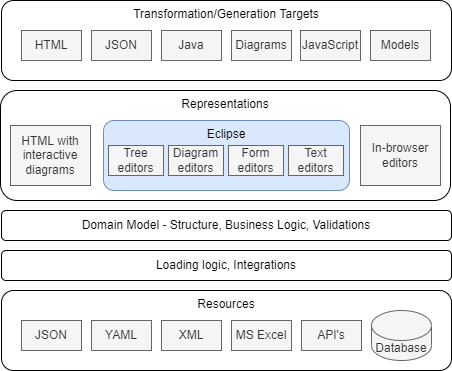 Transformation/Generation Targets
HTML JSON Java Diagrams JavaScript Models
Representations
HTML with
interactive
diagrams
Eclipse
Tree
editors
Diagram
editors
Form
editors
Text
editors
In-browser
editors
Domain Model - Structure, Business Logic, Validations
Loading logic, Integrations
Resources
JSON YAML XML MS Excel API's Database